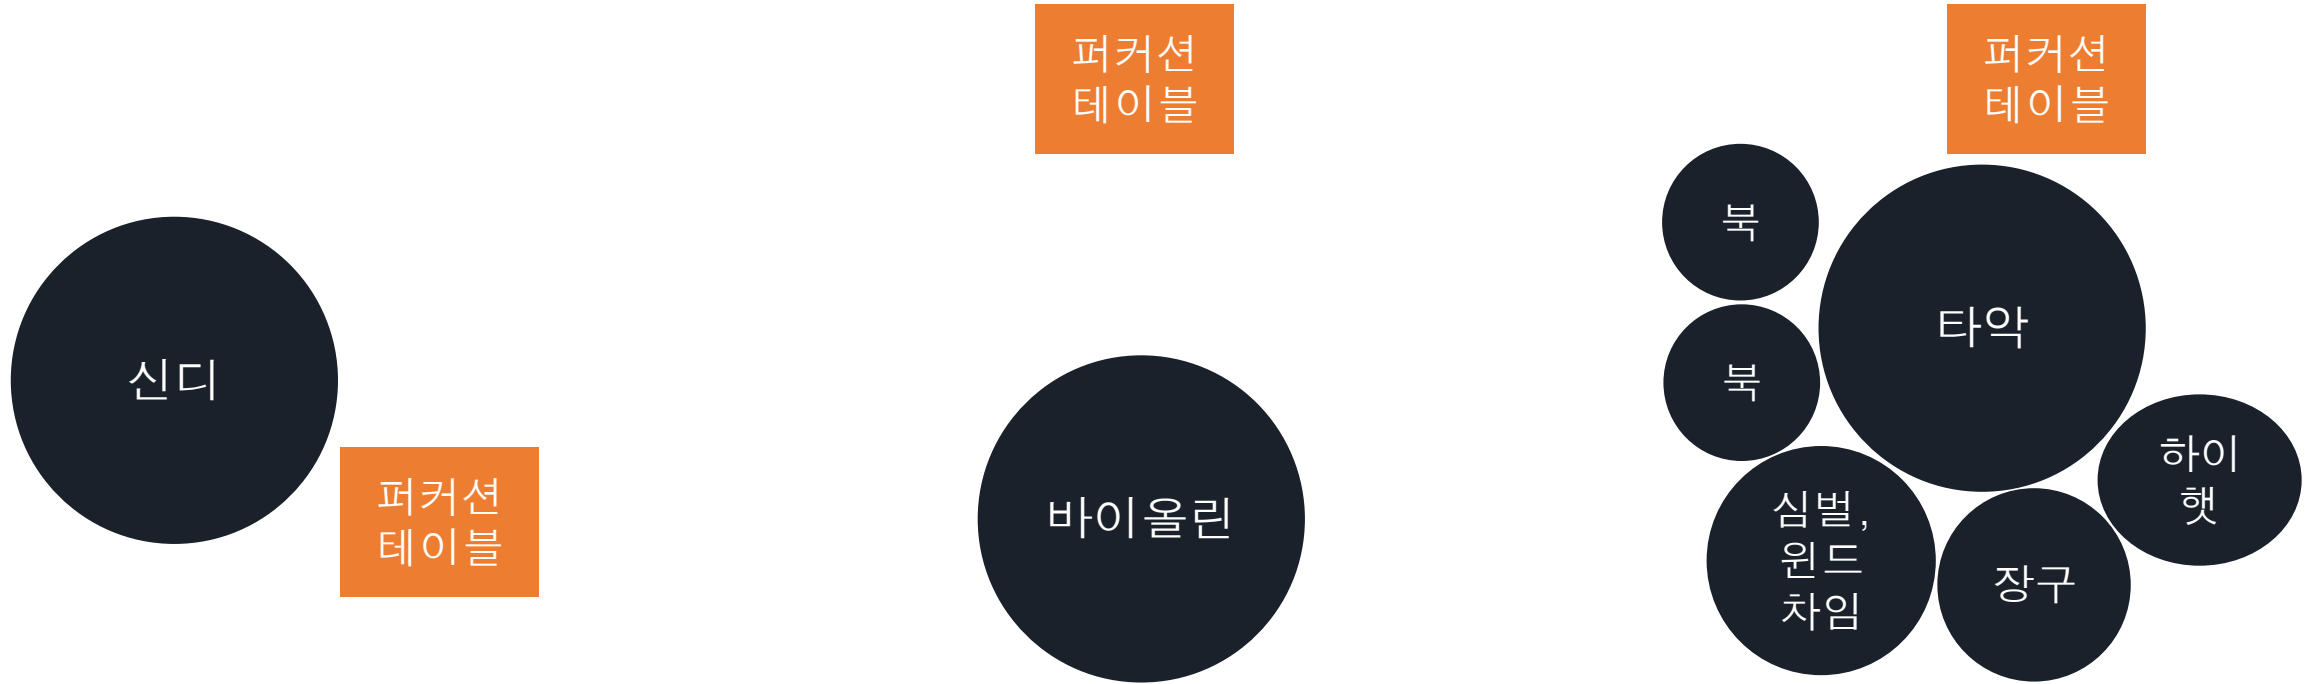 퍼커션
테이블
퍼커션
테이블
북
타악
신디
북
하이
햇
퍼커션
테이블
바이올린
심벌,
윈드
차임
장구